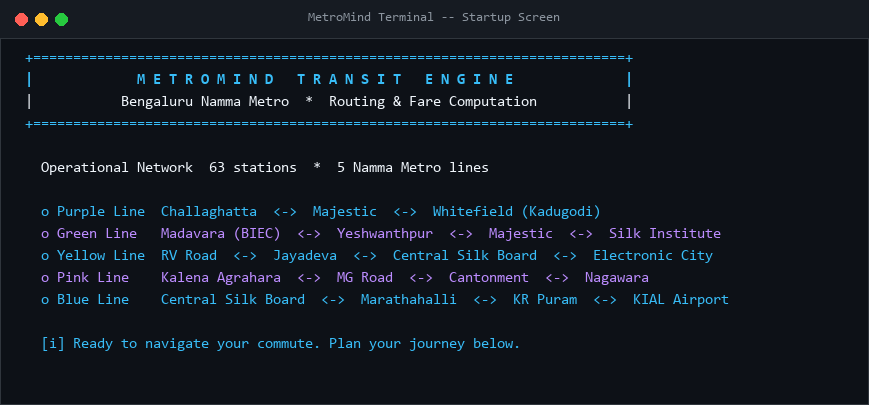 MetroMind Terminal -- Startup Screen
+==========================================================================+
|             M E T R O M I N D   T R A N S I T   E N G I N E              |
|           Bengaluru Namma Metro  *  Routing & Fare Computation           |
+==========================================================================+
Operational Network  63 stations  *  5 Namma Metro lines
o Purple Line  Challaghatta  <->  Majestic  <->  Whitefield (Kadugodi)
o Green Line   Madavara (BIEC)  <->  Yeshwanthpur  <->  Majestic  <->  Silk Institute
o Yellow Line  RV Road  <->  Jayadeva  <->  Central Silk Board  <->  Electronic City
o Pink Line    Kalena Agrahara  <->  MG Road  <->  Cantonment  <->  Nagawara
o Blue Line    Central Silk Board  <->  Marathahalli  <->  KR Puram  <->  KIAL Airport
[i] Ready to navigate your commute. Plan your journey below.